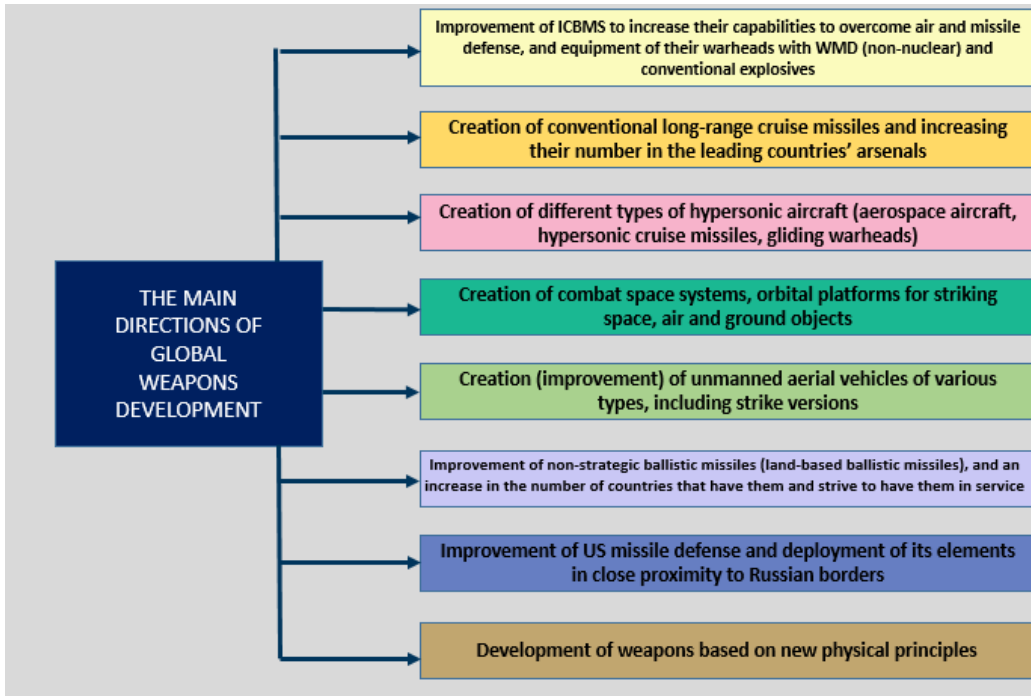 THE MAIN
DIRECTIONS OF
GLOBAL
WEAPONS
DEVELOPMENT
Improvement of ICBMS to increase their capabilities to overcome air and missile
defense, and equipment of their warheads with WMD (non-nuclear) and
conventional explosives
Creation of conventional long-range cruise missiles and increasing
their number in the leading countries’ arsenals
Creation of different types of hypersonic aircraft (aerospace aircraft,
hypersonic cruise missiles, gliding warheads)
Creation of combat space systems, orbital platforms for striking
space, air and ground objects
Creation (improvement) of unmanned aerial vehicles of various
types, including strike versions
Improvement of non-strategic ballistic missiles (land-based ballistic missiles), and an
increase in the number of countries that have them and strive to have them in service
Improvement of US missile defense and deployment of its elements
in close proximity to Russian borders
Development of weapons based on new physical principles